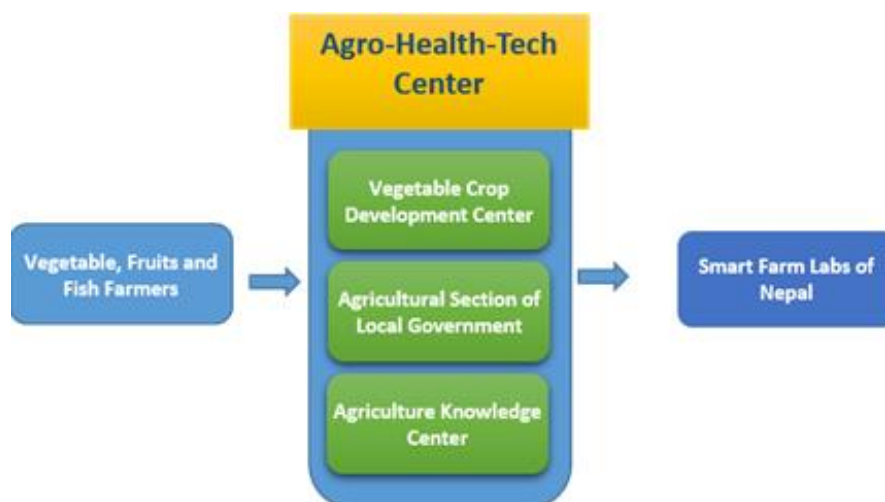 Agro-Health-Tech
Center
Vegetable Crop
Development Center
Vegetable, Fruits and
Fish Farmers
Agricultural Section of
Local Government
Smart Farm Labs of
Nepal
Agriculture Knowledge
Center